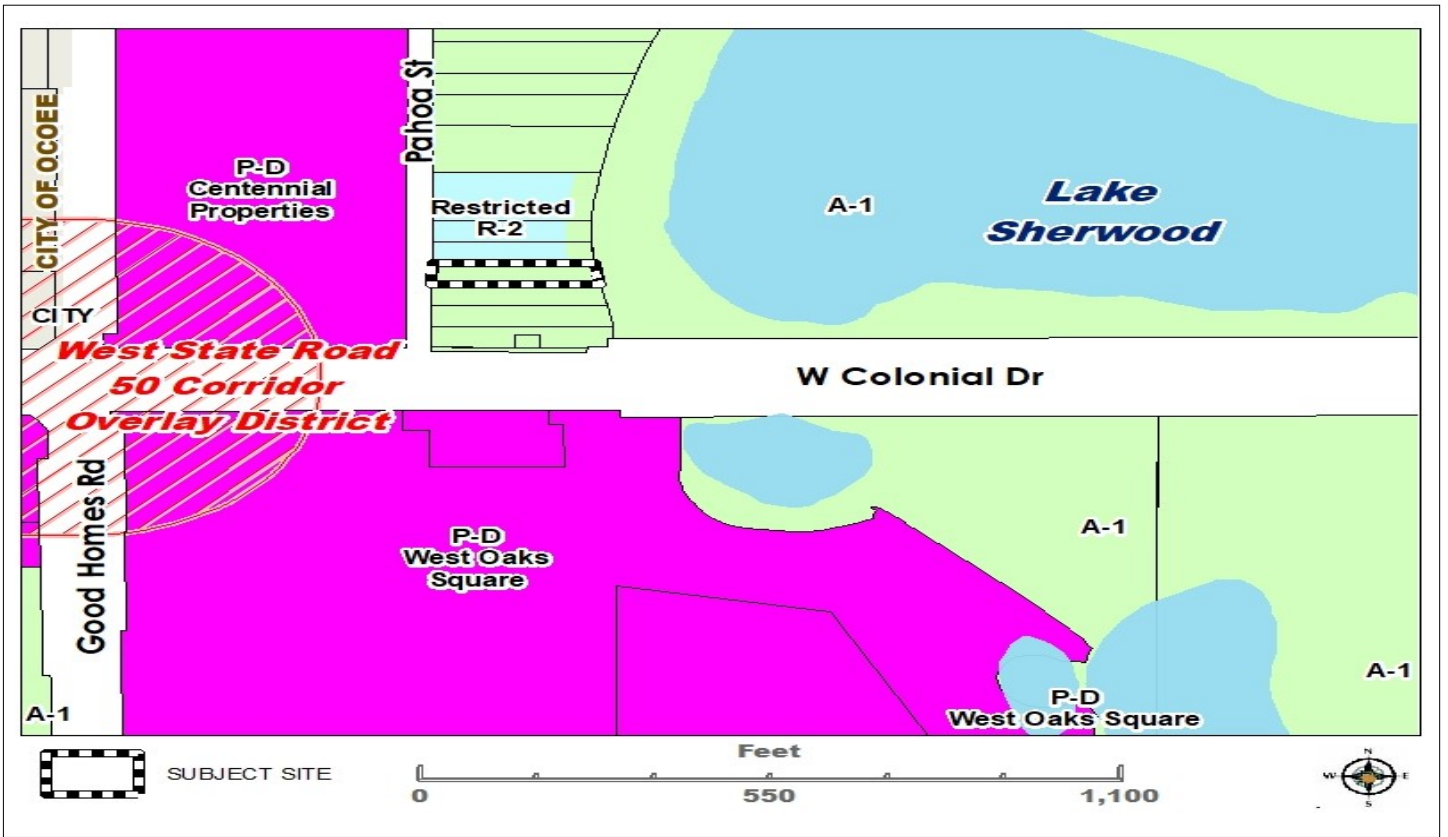 CITY OF OCOEE
P-D
Centennial
Properties
Pahoa St
Restricted
R-2
A-1
Lake
Sherwood
CITY
West State Road
50 Corridor
Overlay District
W Colonial Dr
Good Homes Rd
P-D
West Oaks
Square
A-1
A-1
A-1
P-D
West Oaks Square
SUBJECT SITE
Feet
0
550
1,100
N
W
E
S